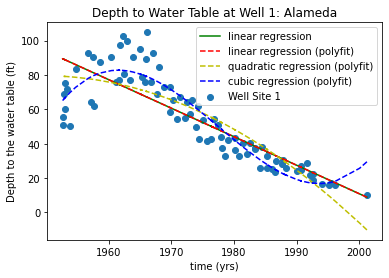 Depth to Water Table at Well 1: Alameda
linear regression
linear regression (polyfit)
quadratic regression (polyfit)
cubic regression (polyfit)
Well Site 1
Depth to the water table (ft)
100
80
60
40
20
0
1960
1970
1980
1990
2000
time (yrs)